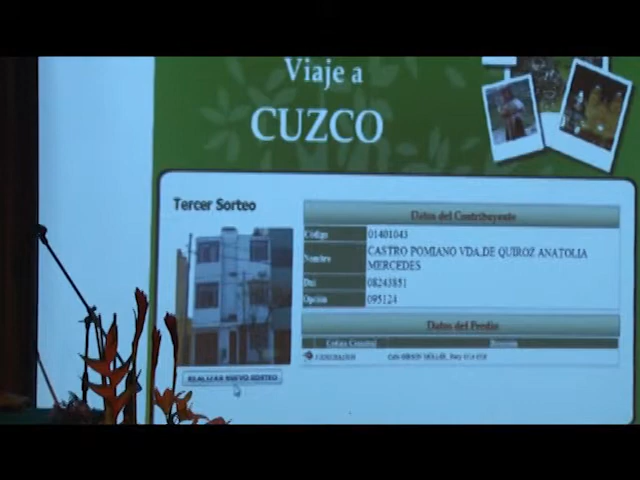 Viaje a
CUZCO
Tercer Sorteo
Datos del Contribuyente
Código 01401043
Nombre CASTRO POMIANO VDA.DE QUIROZ ANATOLIA
MERCEDES
Dni 08243851
Opción 095124
Datos del Predio
REALIZAR NUEVO SORTEO